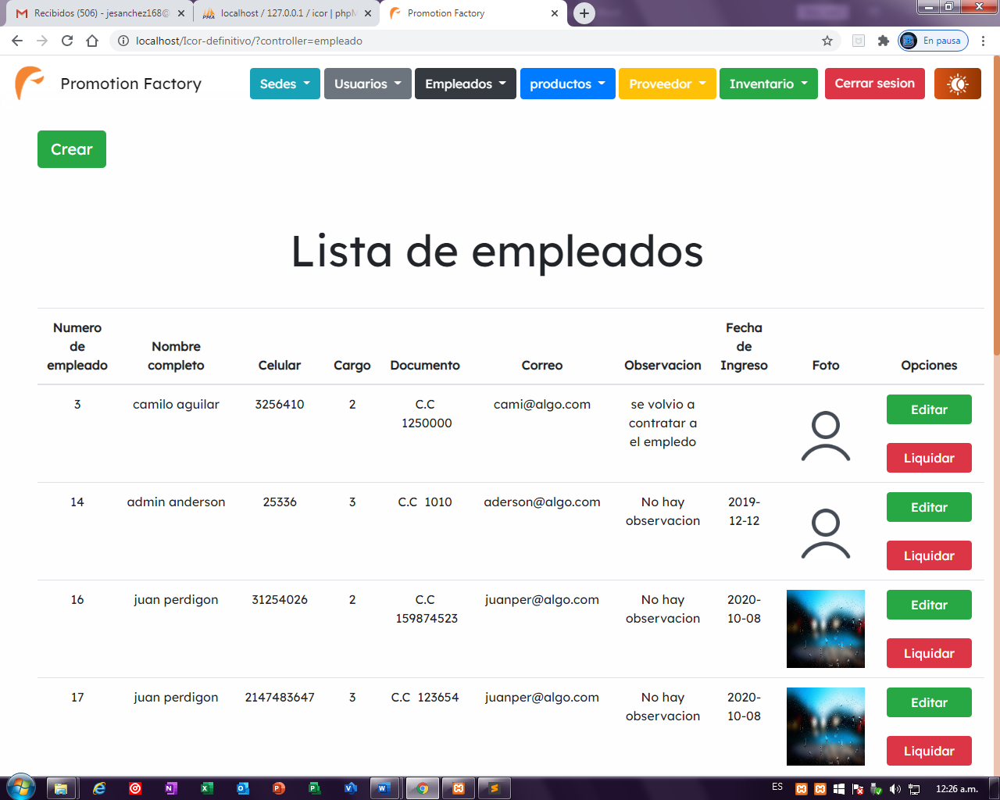 Recibidos (506) - jesanchez168@
localhost / 127.0.0.1 / icor | phpM
Promotion Factory
localhost/Icor-definitivo/?controller=empleado
En pausa
Promotion Factory
Sedes
Usuarios
Empleados
productos
Proveedor
Inventario
Cerrar sesion
Crear
Lista de empleados
Numero de empleado
Nombre completo
Celular
Cargo
Documento
Correo
Observacion
Fecha de Ingreso
Foto
Opciones
3
camilo aguilar
3256410
2
C.C 1250000
cami@algo.com
se volvio a contratar a el empledo
Editar
Liquidar
14
admin anderson
25336
3
C.C 1010
aderson@algo.com
No hay observacion
2019-12-12
Editar
Liquidar
16
juan perdigon
31254026
2
C.C 159874523
juanper@algo.com
No hay observacion
2020-10-08
Editar
Liquidar
17
juan perdigon
2147483647
3
C.C 123654
juanper@algo.com
No hay observacion
2020-10-08
Editar
Liquidar
ES
12:26 a.m.